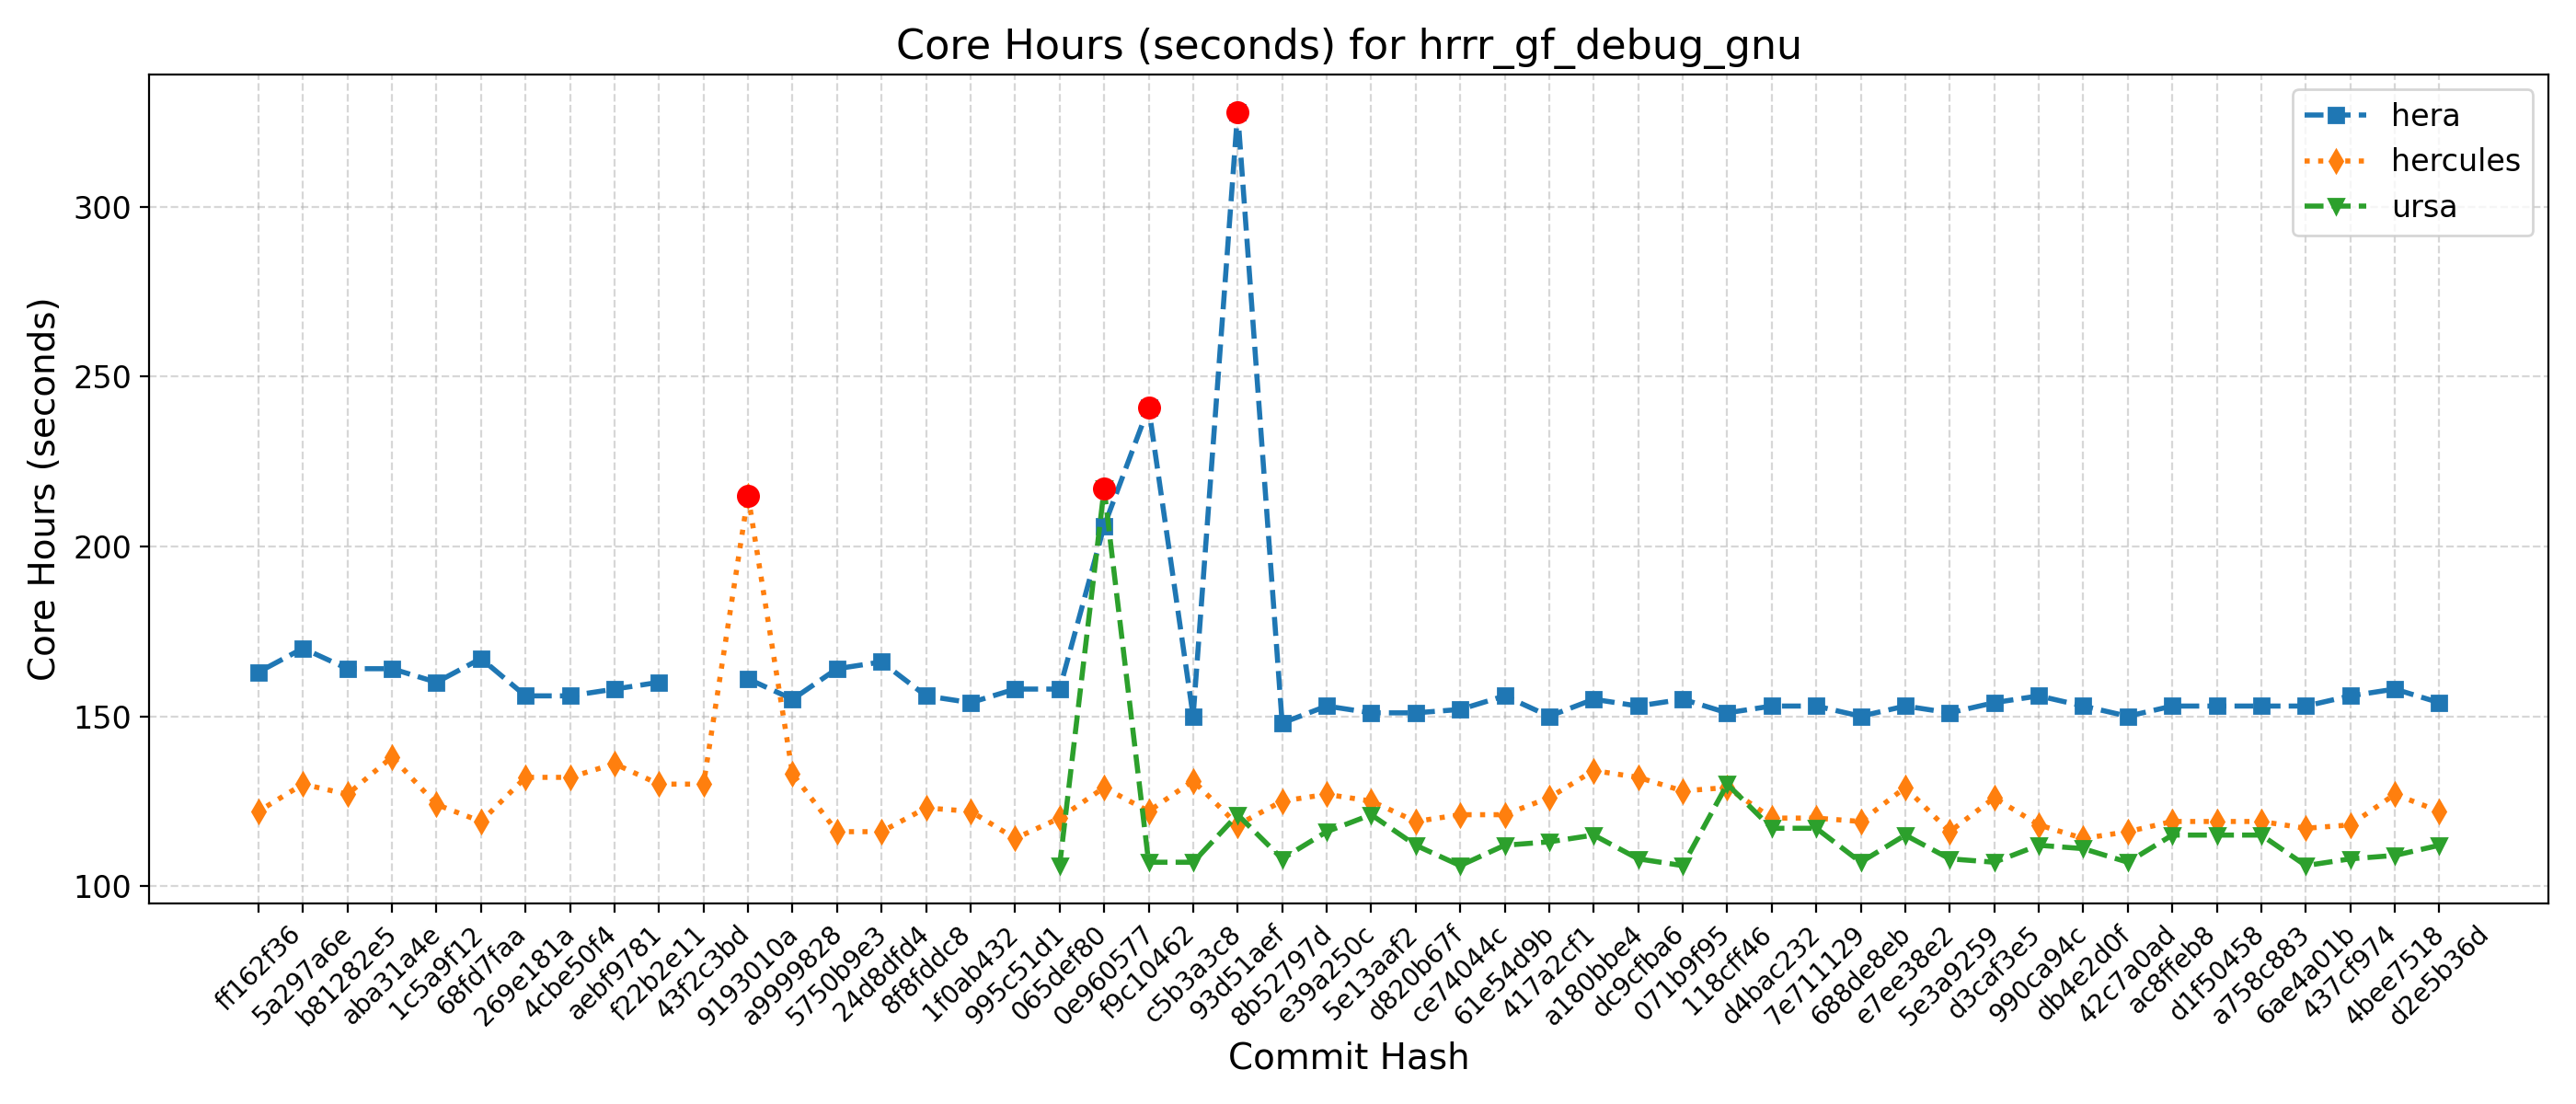 Core Hours (seconds) for hrrr_gf_debug_gnu
hera
hercules
ursa
Core Hours (seconds)
300
250
200
150
100
ff162f36
5a297a6e
b81282e5
aba31a4e
1c5a9f12
68fd7faa
269e181a
4cbe50f4
aebf9781
f22b2e11
43f2c3bd
9193010a
a9999828
5750b9e3
24d8dfd4
8f8fddc8
1f0ab432
995c51d1
065def80
0e960577
f9c10462
c5b3a3c8
93d51aef
8b52797d
e39a250c
5e13aaf2
d820b67f
ce74044c
61e54d9b
417a2cf1
a180bbe4
dc9cfba6
071b9f95
118cff46
d4bac232
7e711129
688de8eb
e7ee38e2
5e3a9259
d3caf3e5
990ca94c
db4e2d0f
42c7a0ad
ac8ffeb8
d1f50458
a758c883
6ae4a01b
437cf974
4bee7518
d2e5b36d
Commit Hash